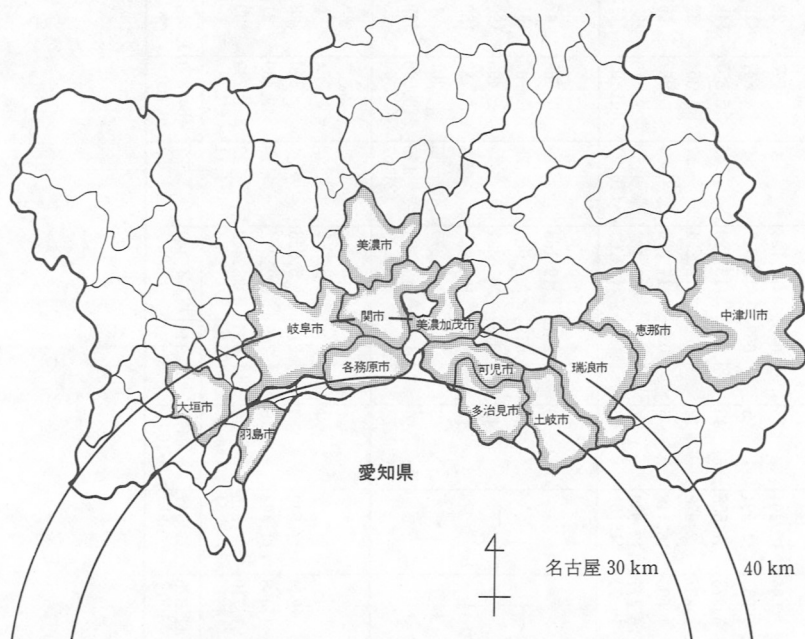 美濃市
関市
美濃加茂市
岐阜市
中津川市
恵那市
各務原市
可児市
瑞浪市
大垣市
多治見市
土岐市
羽島市
愛知県
名古屋 30 km
40 km